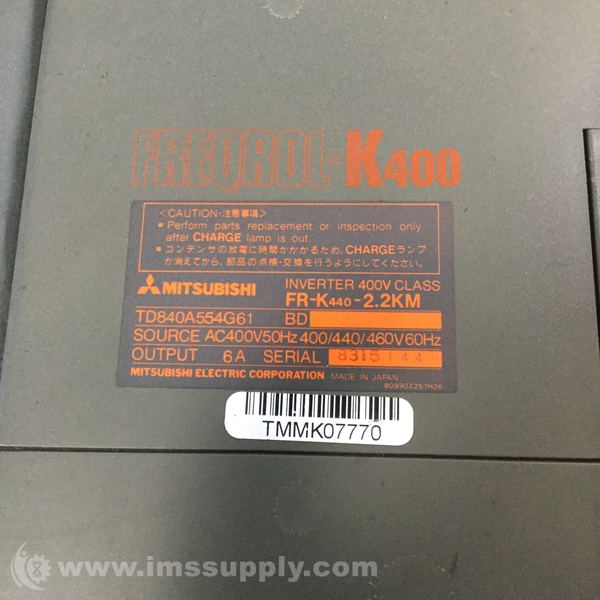 FREQROL-K400
<CAUTION・注意事項>
• Perform parts replacement or inspection only
after CHARGE lamp is out.
• コンデンサの放電に時間がかかるため、CHARGEランプ
が消えてから、部品の点検・交換を行うようにしてください。
MITSUBISHI
INVERTER 400V CLASS
FR-K440-2.2KM
TD840A554G61 BD
SOURCE AC400V50Hz 400/440/460V60Hz
OUTPUT 6A SERIAL 8315144
MITSUBISHI ELECTRIC CORPORATION MADE IN JAPAN
BD990Z257H26
TMMK07770
www.imssupply.com